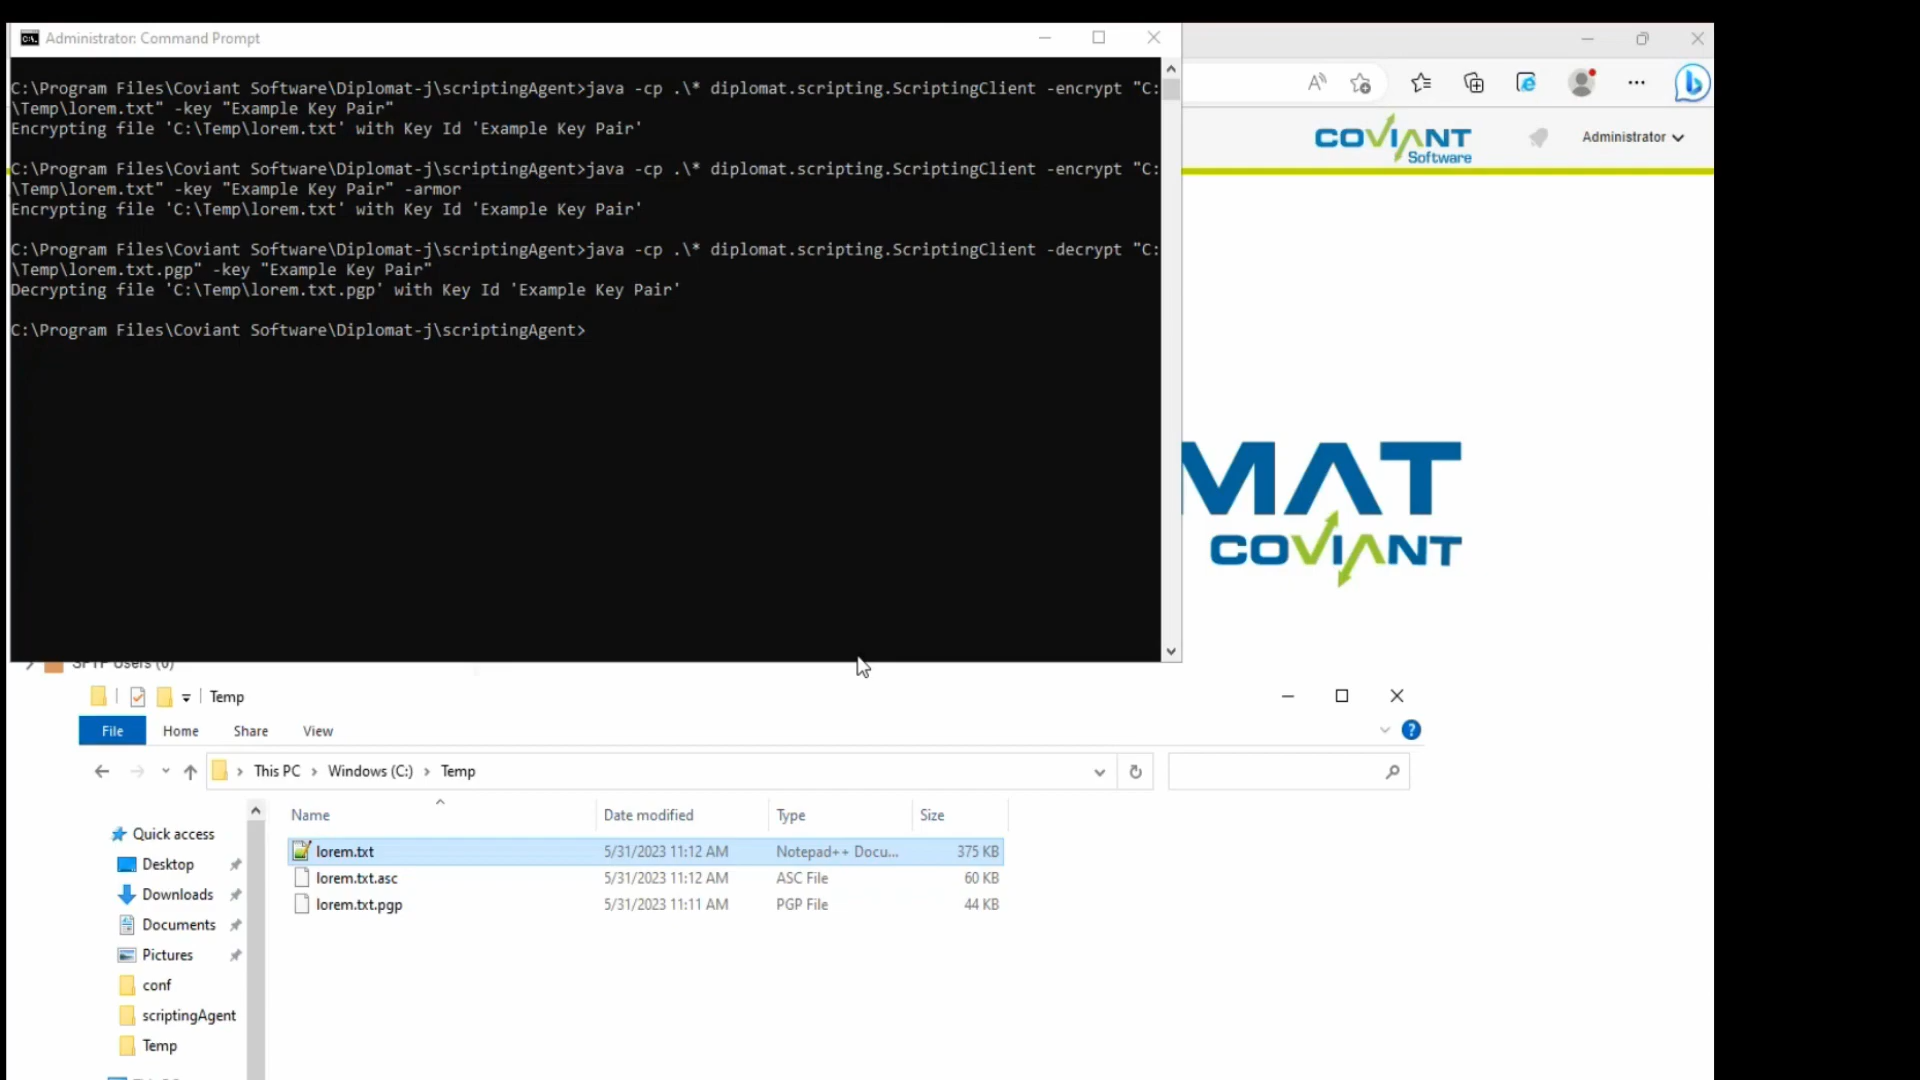 Administrator: Command Prompt
C:\Program Files\Coviant Software\Diplomat-j\scriptingAgent>java -cp .\* diplomat.scripting.ScriptingClient -encrypt "C:
\Temp\lorem.txt" -key "Example Key Pair"
Encrypting file 'C:\Temp\lorem.txt' with Key Id 'Example Key Pair'
C:\Program Files\Coviant Software\Diplomat-j\scriptingAgent>java -cp .\* diplomat.scripting.ScriptingClient -encrypt "C:
\Temp\lorem.txt" -key "Example Key Pair" -armor
Encrypting file 'C:\Temp\lorem.txt' with Key Id 'Example Key Pair'
C:\Program Files\Coviant Software\Diplomat-j\scriptingAgent>java -cp .\* diplomat.scripting.ScriptingClient -decrypt "C:
\Temp\lorem.txt.pgp" -key "Example Key Pair"
Decrypting file 'C:\Temp\lorem.txt.pgp' with Key Id 'Example Key Pair'
C:\Program Files\Coviant Software\Diplomat-j\scriptingAgent>
COVIANT
Software
Administrator
MAT
COVIANT
Users (0)
Temp
File Home Share View
This PC > Windows (C:) > Temp
Name Date modified Type Size
lorem.txt 5/31/2023 11:12 AM Notepad++ Docu... 375 KB
lorem.txt.asc 5/31/2023 11:12 AM ASC File 60 KB
lorem.txt.pgp 5/31/2023 11:11 AM PGP File 44 KB
Quick access
Desktop
Downloads
Documents
Pictures
conf
scriptingAgent
Temp